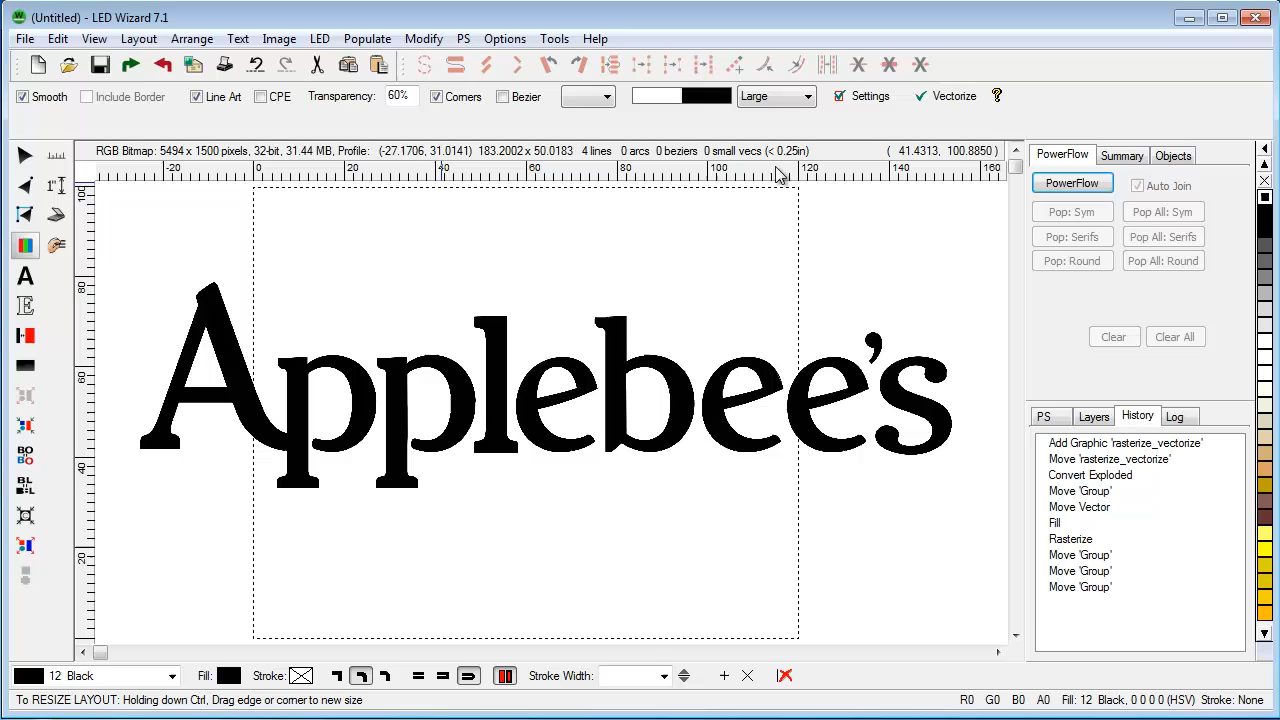 (Untitled) - LED Wizard 7.1
File Edit View Layout Arrange Text Image LED Populate Modify PS Options Tools Help
Smooth Include Border Line Art CPE Transparency: 60% Corners Bezier Large Settings Vectorize ?
RGB Bitmap: 5494 x 1500 pixels, 32-bit, 31.44 MB, Profile: (-27.1706, 31.0141) 183.2002 x 50.0183 4 lines 0 arcs 0 beziers 0 small vecs (< 0.25in) ( 41.4313, 100.8850 )
-20 0 20 40 60 80 100 120 140 160
100
80
60
40
20
Applebee's
PowerFlow Summary Objects
PowerFlow Auto Join
Pop: Sym Pop All: Sym
Pop: Serifs Pop All: Serifs
Pop: Round Pop All: Round
Clear Clear All
PS Layers History Log
Add Graphic 'rasterize_vectorize'
Move 'rasterize_vectorize'
Convert Exploded
Move 'Group'
Move Vector
Fill
Rasterize
Move 'Group'
Move 'Group'
Move 'Group'
12 Black Fill: Stroke: Stroke Width:
To RESIZE LAYOUT: Holding down Ctrl, Drag edge or corner to new size R0 G0 B0 A0 Fill: 12 Black, 0 0 0 0 (HSV) Stroke: None